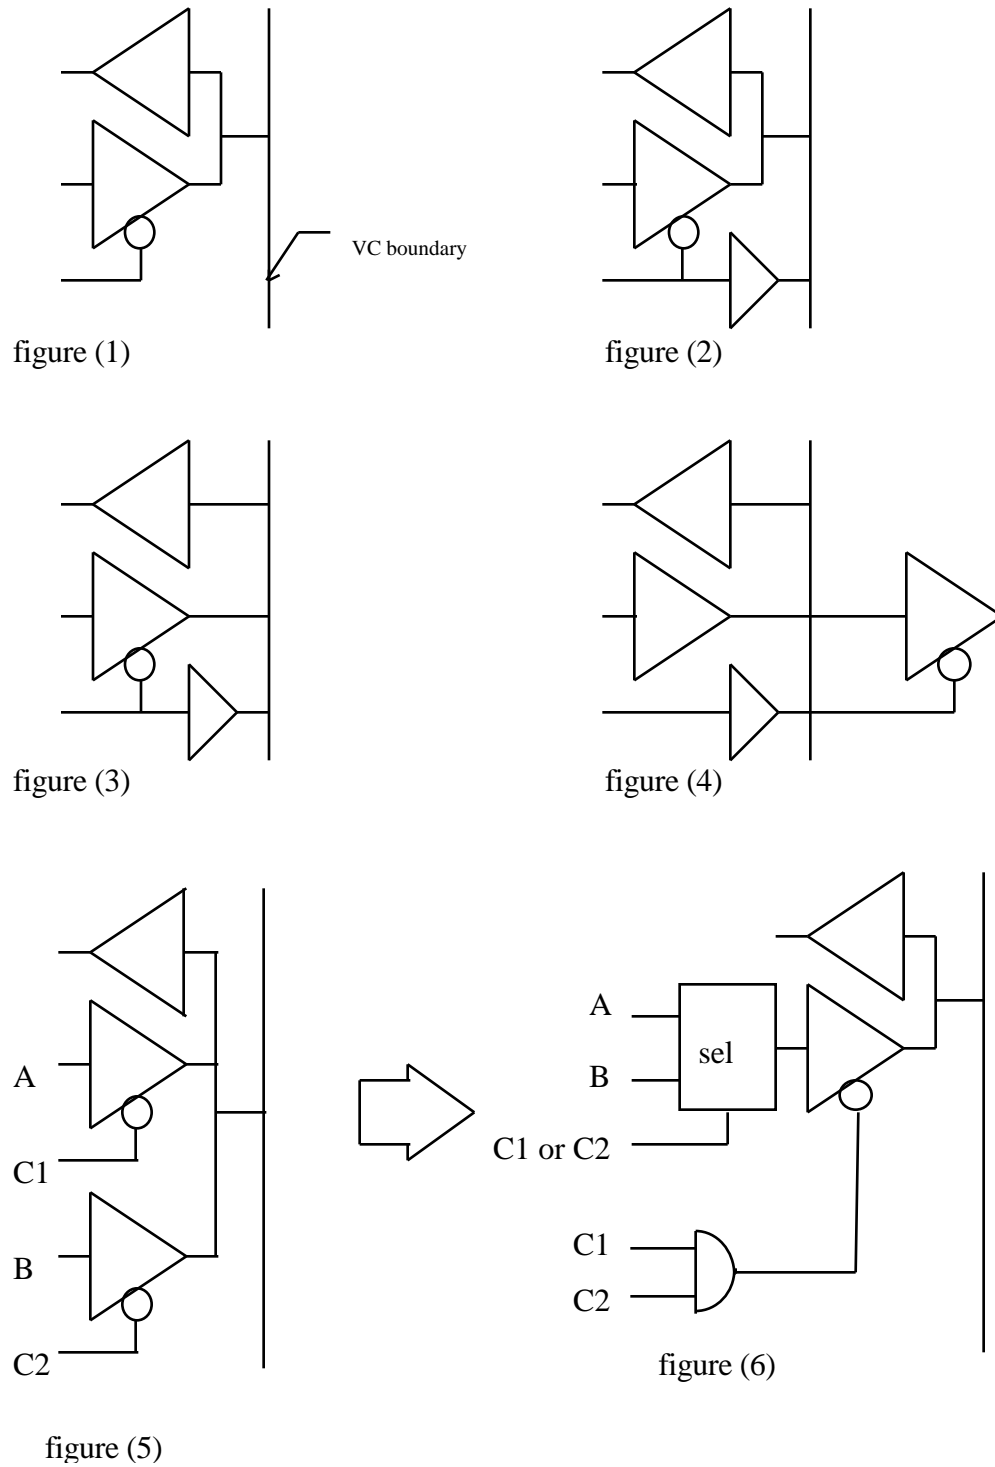 VC boundary
figure (1)
figure (2)
figure (3)
figure (4)
A
C1
B
C2
figure (5)
A
sel
B
C1 or C2
C1
C2
figure (6)